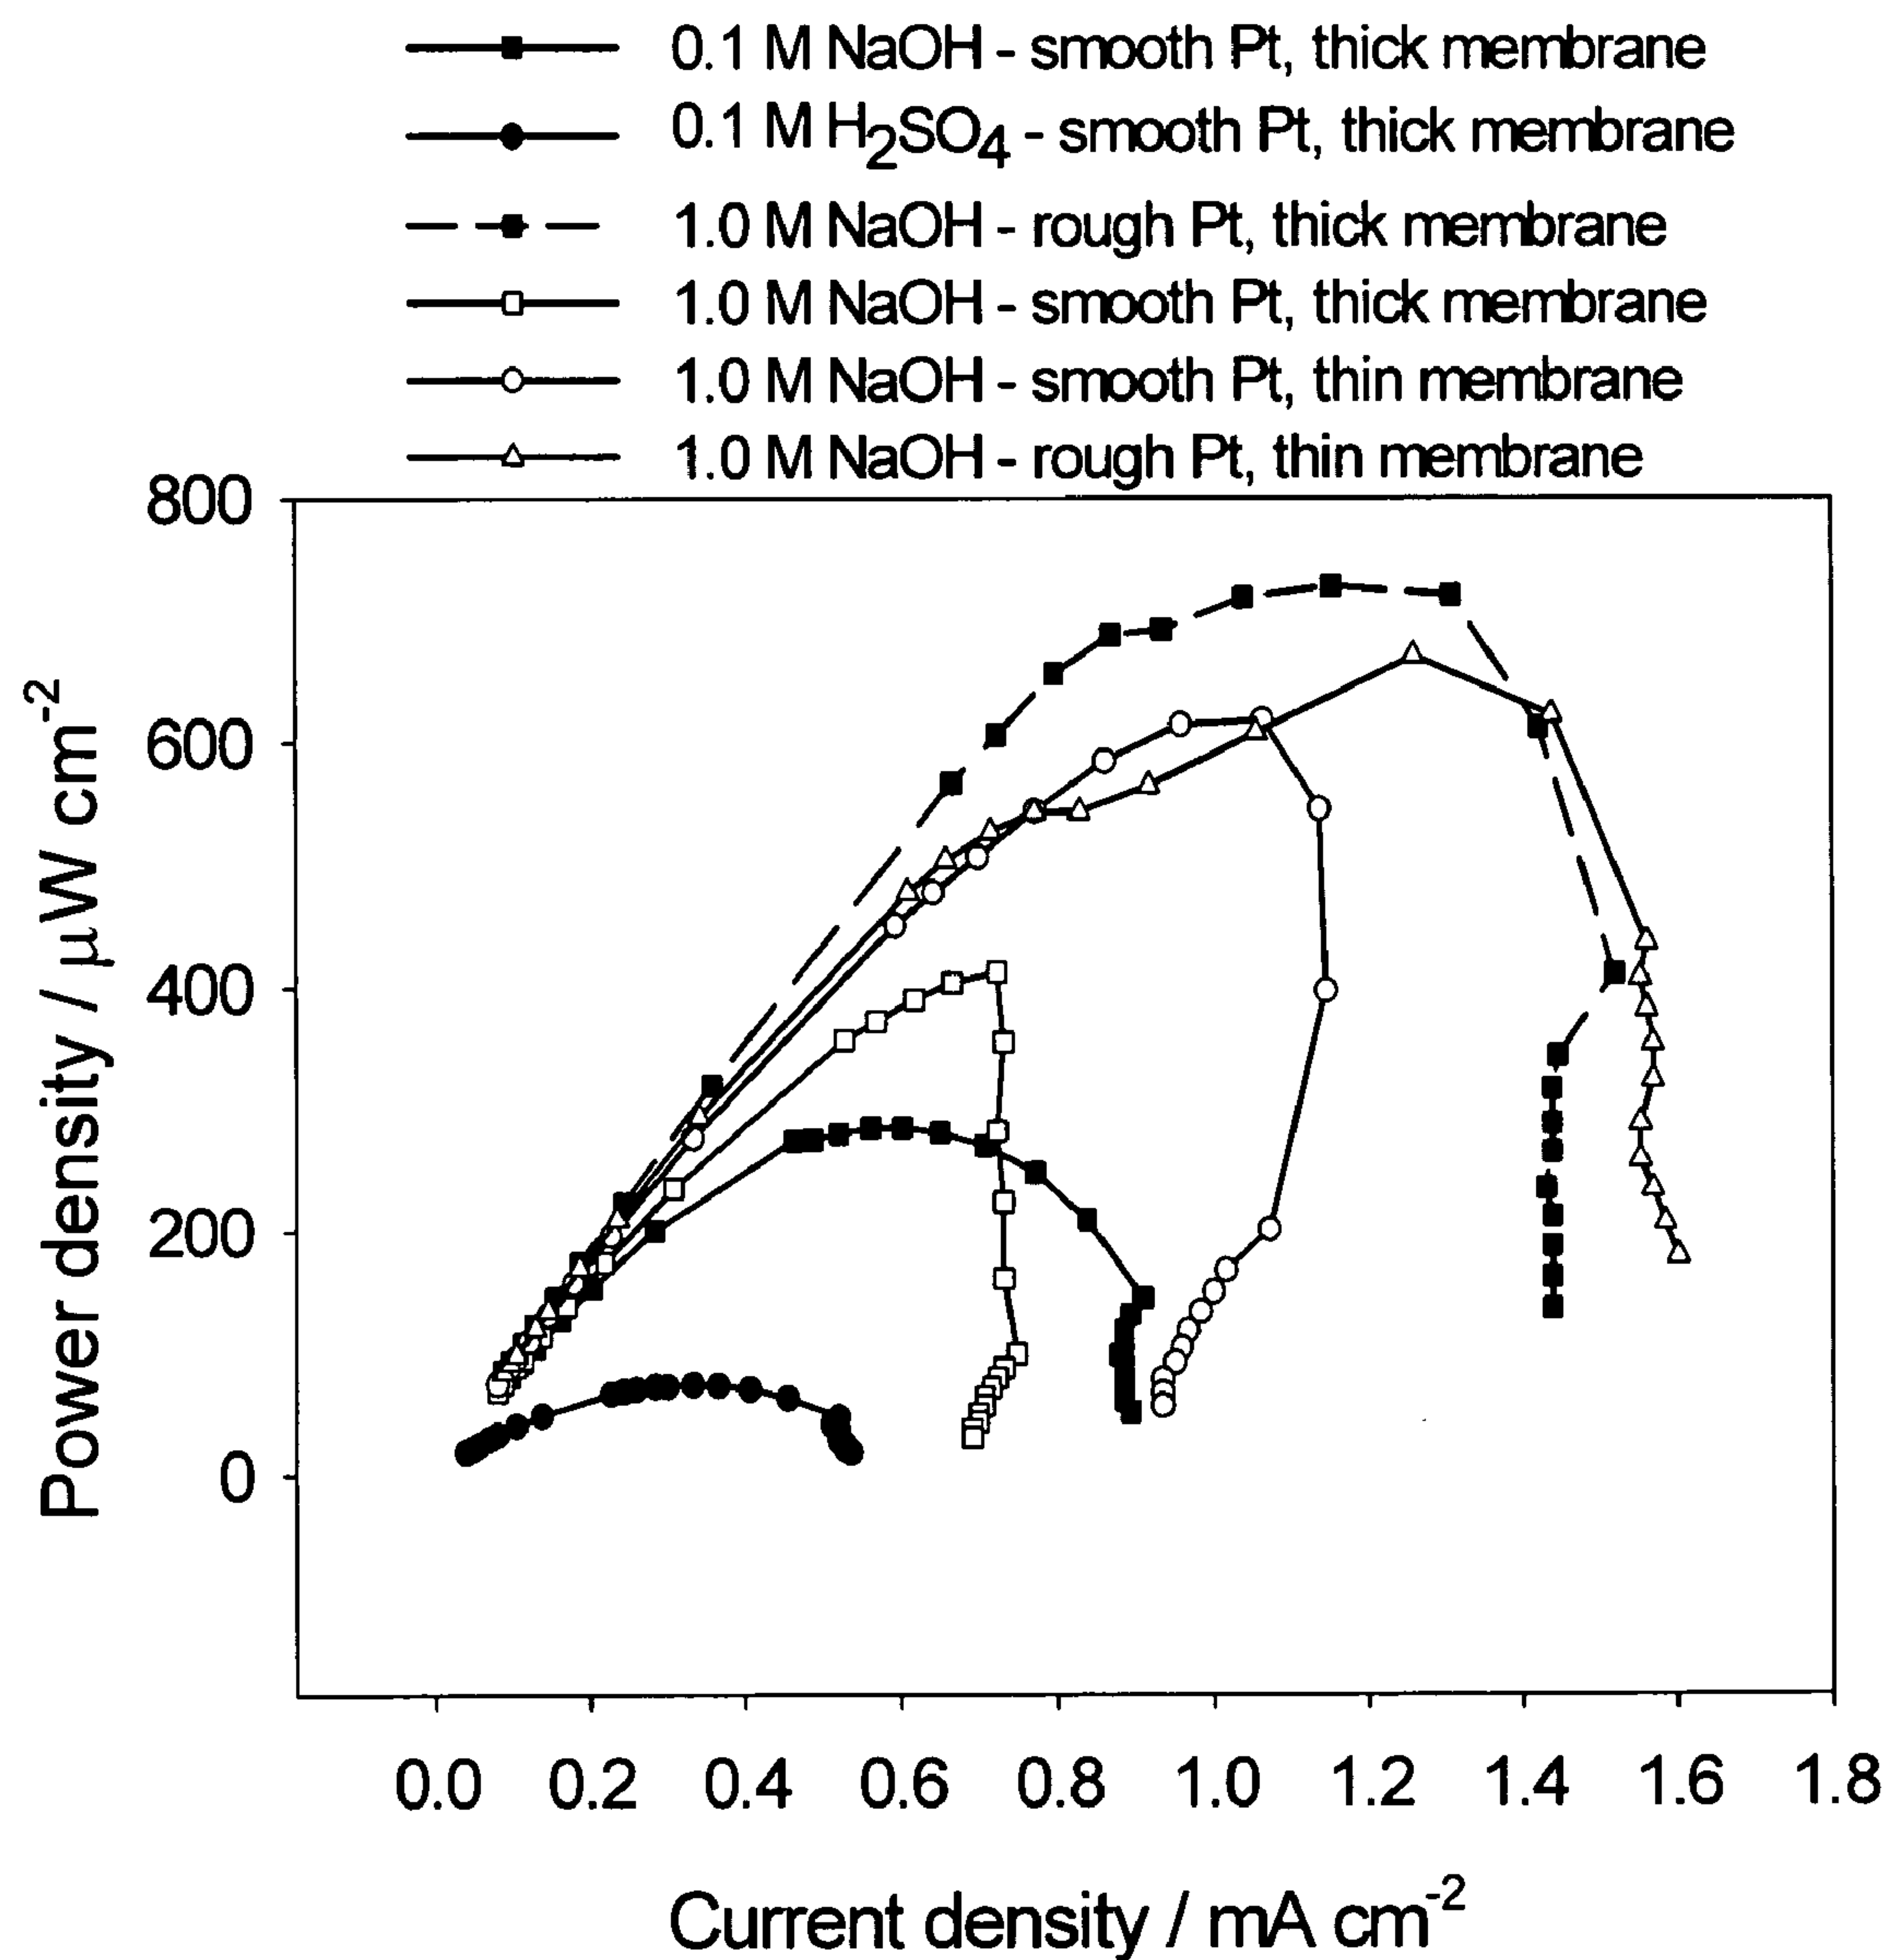 0.1 M NaOH - smooth Pt, thick membrane
0.1 M H₂SO₄ - smooth Pt, thick membrane
1.0 M NaOH - rough Pt, thick membrane
1.0 M NaOH - smooth Pt, thick membrane
1.0 M NaOH - smooth Pt, thin membrane
1.0 M NaOH - rough Pt, thin membrane
800
600
400
200
0
Power density / μW cm⁻²
0.0 0.2 0.4 0.6 0.8 1.0 1.2 1.4 1.6 1.8
Current density / mA cm⁻²